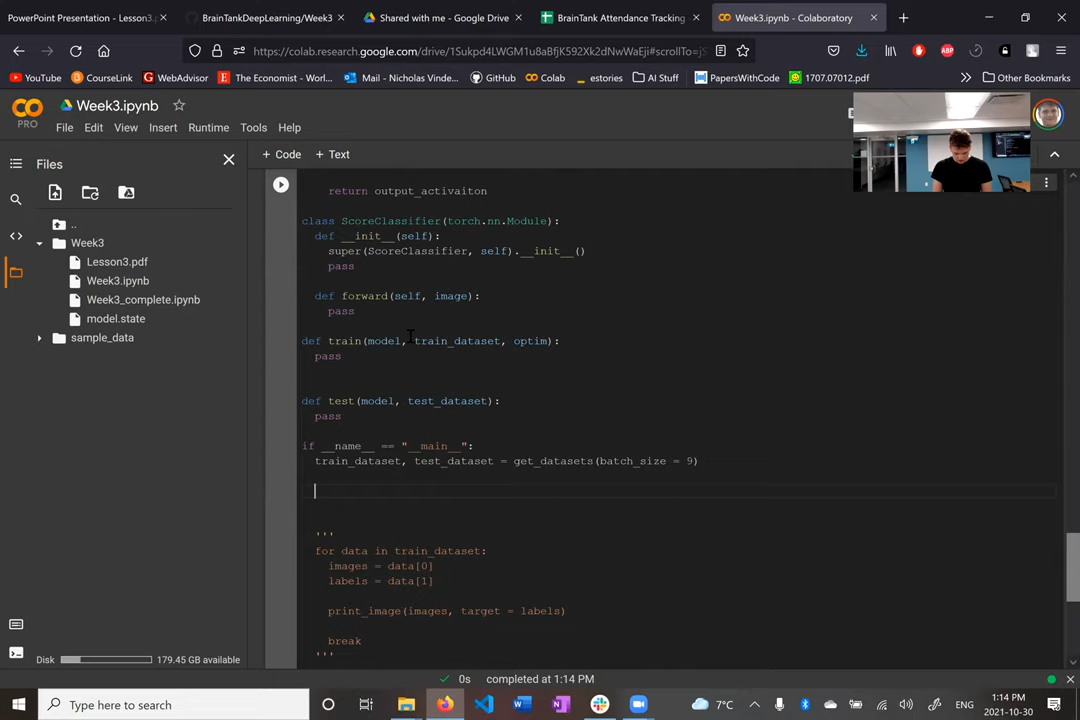 PowerPoint Presentation - Lesson3.p
BrainTankDeepLearning/Week3
Shared with me - Google Drive
BrainTank Attendance Tracking
Week3.ipynb - Colaboratory
https://colab.research.google.com/drive/1Sukpd4LWGM1u8aBfjK592Xk2dNwWaEji#scrollTo=jS
YouTube
CourseLink
WebAdvisor
The Economist - Worl...
Mail - Nicholas Vinde...
GitHub
Colab
estories
AI Stuff
PapersWithCode
1707.07012.pdf
Other Bookmarks
PRO
Week3.ipynb
File Edit View Insert Runtime Tools Help
Files
+ Code + Text
..
Week3
Lesson3.pdf
Week3.ipynb
Week3_complete.ipynb
model.state
sample_data
return output_activaiton
class ScoreClassifier(torch.nn.Module):
def __init__(self):
super(ScoreClassifier, self).__init__()
pass
def forward(self, image):
pass
def train(model, train_dataset, optim):
pass
def test(model, test_dataset):
pass
if __name__ == "__main__":
train_dataset, test_dataset = get_datasets(batch_size = 9)
'''
for data in train_dataset:
images = data[0]
labels = data[1]
print_image(images, target = labels)
break
'''
Disk 179.45 GB available
0s completed at 1:14 PM
Type here to search
7°C
ENG
1:14 PM
2021-10-30